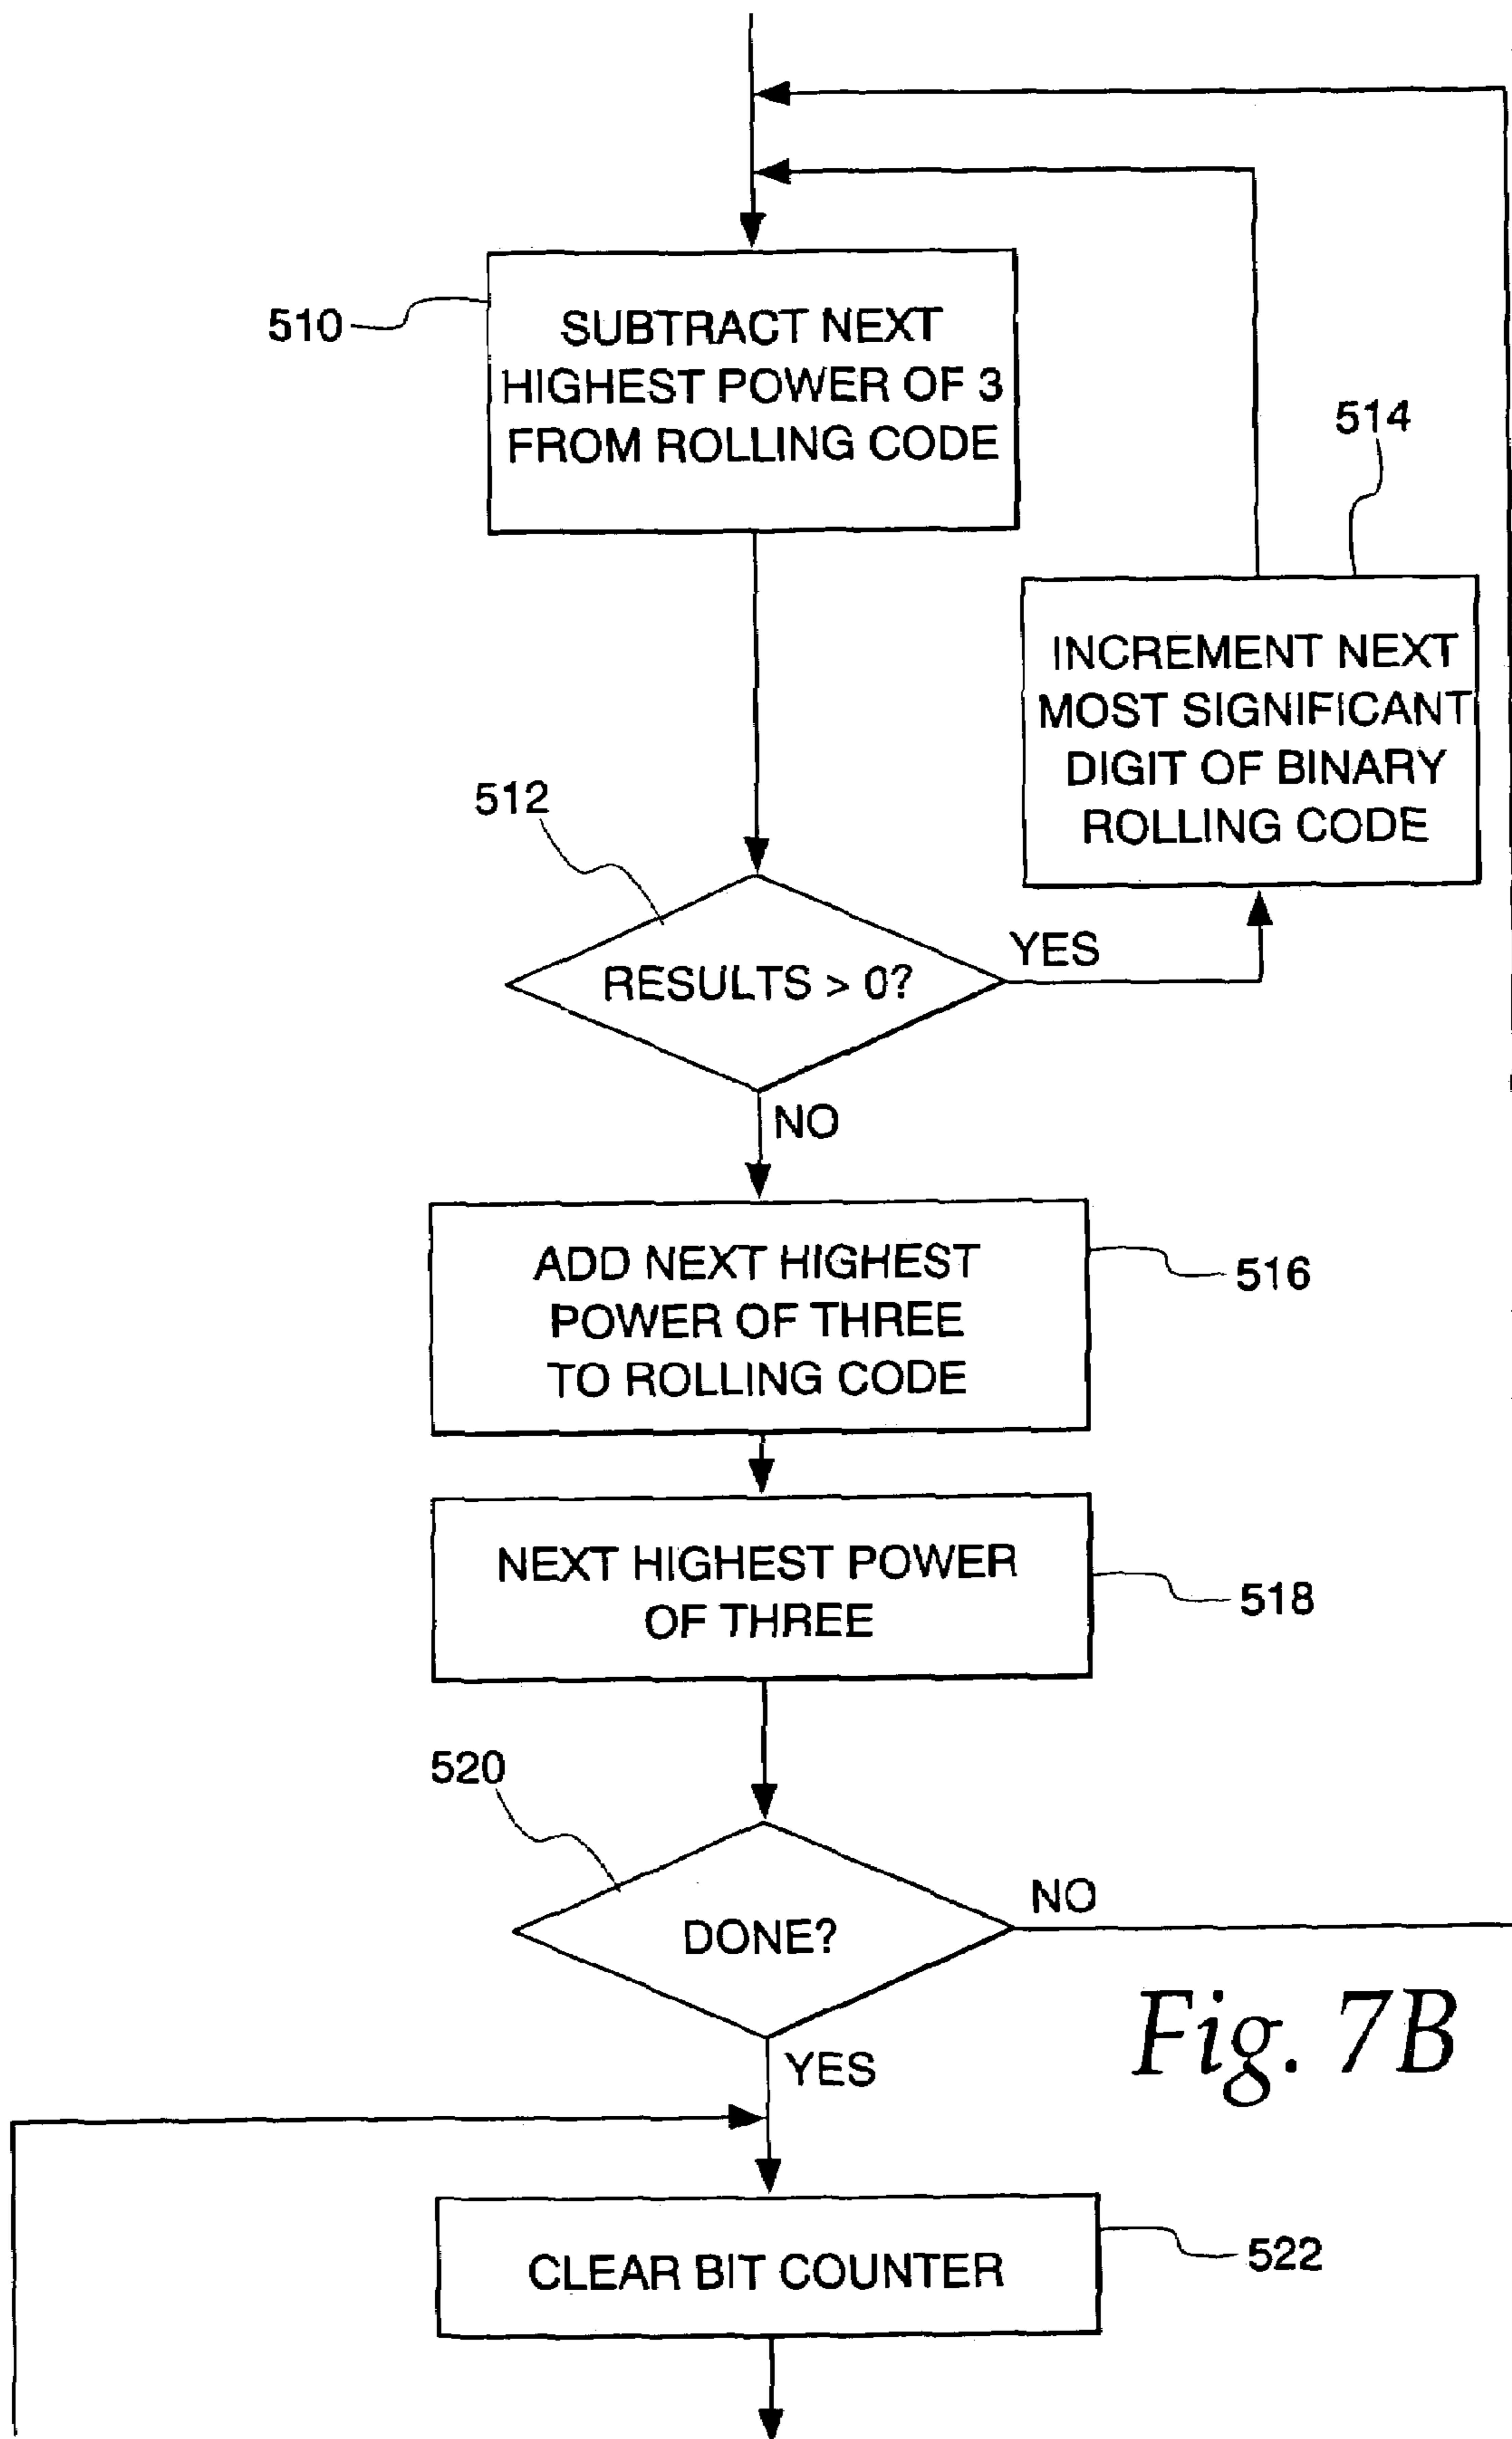 510
SUBTRACT NEXT
HIGHEST POWER OF 3
FROM ROLLING CODE
514
INCREMENT NEXT
MOST SIGNIFICANT
DIGIT OF BINARY
ROLLING CODE
512
RESULTS > 0?
YES
NO
ADD NEXT HIGHEST
POWER OF THREE
TO ROLLING CODE
516
NEXT HIGHEST POWER
OF THREE
518
520
DONE?
NO
YES
Fig. 7B
CLEAR BIT COUNTER
522